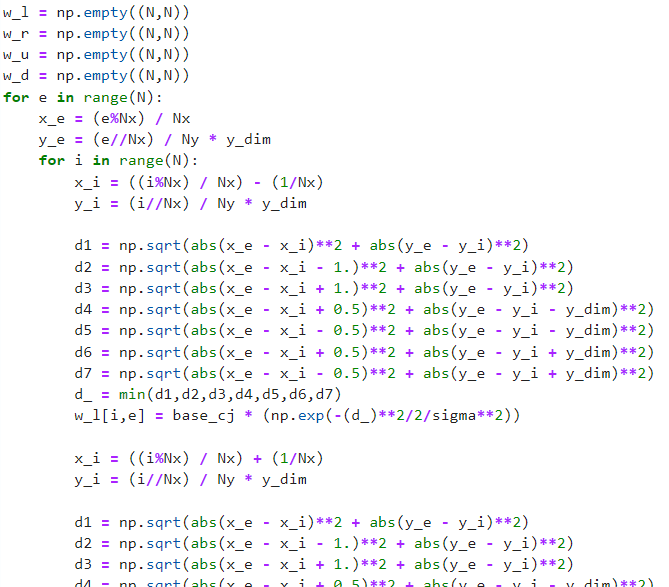 w_l = np.empty((N,N))
w_r = np.empty((N,N))
w_u = np.empty((N,N))
w_d = np.empty((N,N))
for e in range(N):
    x_e = (e%Nx) / Nx
    y_e = (e//Nx) / Ny * y_dim
    for i in range(N):
        x_i = ((i%Nx) / Nx) - (1/Nx)
        y_i = (i//Nx) / Ny * y_dim

        d1 = np.sqrt(abs(x_e - x_i)**2 + abs(y_e - y_i)**2)
        d2 = np.sqrt(abs(x_e - x_i - 1.)**2 + abs(y_e - y_i)**2)
        d3 = np.sqrt(abs(x_e - x_i + 1.)**2 + abs(y_e - y_i)**2)
        d4 = np.sqrt(abs(x_e - x_i + 0.5)**2 + abs(y_e - y_i - y_dim)**2)
        d5 = np.sqrt(abs(x_e - x_i - 0.5)**2 + abs(y_e - y_i - y_dim)**2)
        d6 = np.sqrt(abs(x_e - x_i + 0.5)**2 + abs(y_e - y_i + y_dim)**2)
        d7 = np.sqrt(abs(x_e - x_i - 0.5)**2 + abs(y_e - y_i + y_dim)**2)
        d_ = min(d1,d2,d3,d4,d5,d6,d7)
        w_l[i,e] = base_cj * (np.exp(-(d_)**2/2/sigma**2))

        x_i = ((i%Nx) / Nx) + (1/Nx)
        y_i = (i//Nx) / Ny * y_dim

        d1 = np.sqrt(abs(x_e - x_i)**2 + abs(y_e - y_i)**2)
        d2 = np.sqrt(abs(x_e - x_i - 1.)**2 + abs(y_e - y_i)**2)
        d3 = np.sqrt(abs(x_e - x_i + 1.)**2 + abs(y_e - y_i)**2)
        d4 = np.sqrt(abs(x_e - x_i + 0.5)**2 + abs(y_e - y_i - y_dim)**2)